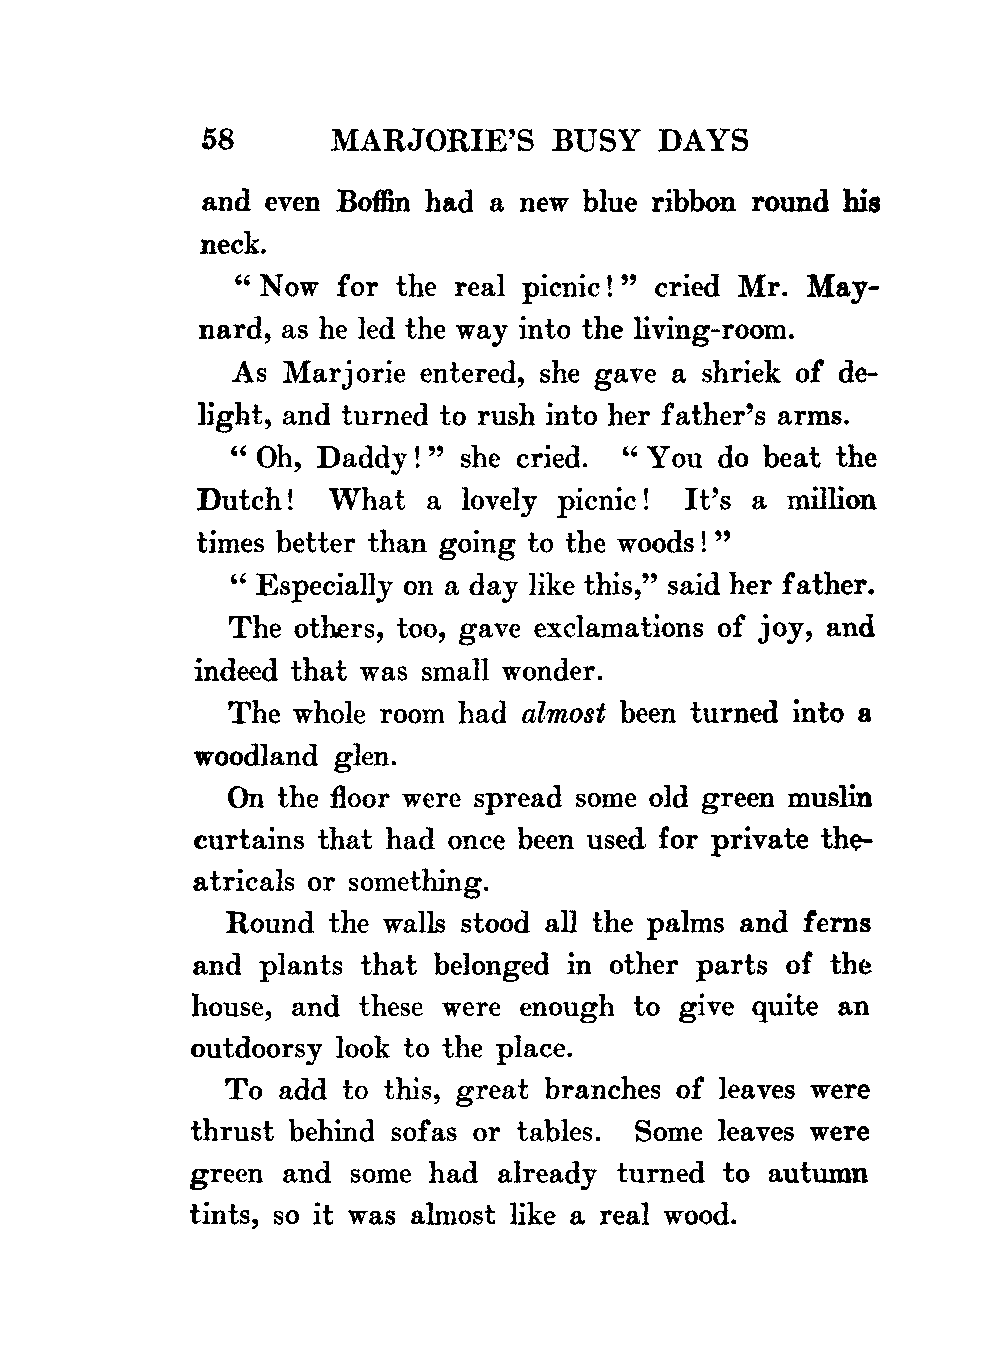 58 MARJORIE'S BUSY DAYS
and even Boffin had a new blue ribbon round his
neck.
" Now for the real picnic! " cried Mr. May-
nard, as he led the way into the living-room.
As Marjorie entered, she gave a shriek of de-
light, and turned to rush into her father's arms.
" Oh, Daddy! " she cried. " You do beat the
Dutch! What a lovely picnic! It's a million
times better than going to the woods! "
" Especially on a day like this," said her father.
The others, too, gave exclamations of joy, and
indeed that was small wonder.
The whole room had almost been turned into a
woodland glen.
On the floor were spread some old green muslin
curtains that had once been used for private the-
atricals or something.
Round the walls stood all the palms and ferns
and plants that belonged in other parts of the
house, and these were enough to give quite an
outdoorsy look to the place.
To add to this, great branches of leaves were
thrust behind sofas or tables. Some leaves were
green and some had already turned to autumn
tints, so it was almost like a real wood.